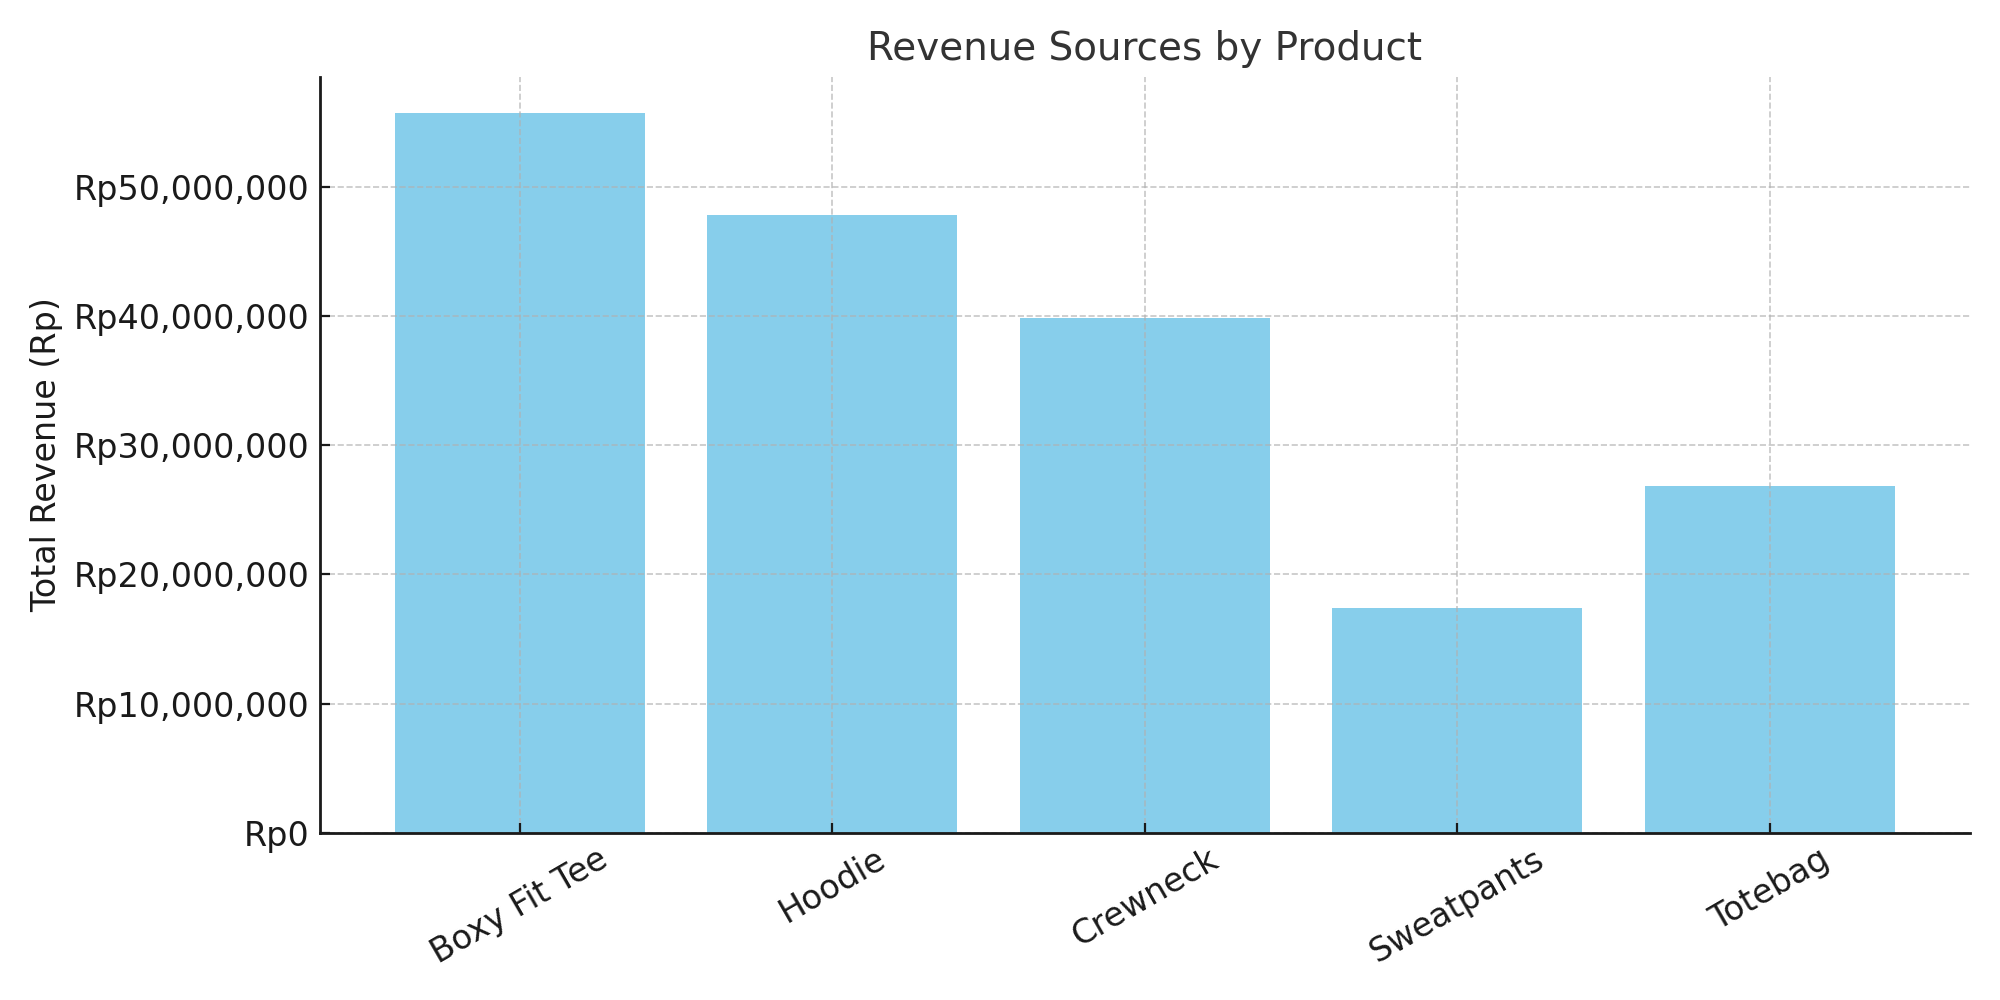 Revenue Sources by Product
Total Revenue (Rp)
Rp50,000,000
Rp40,000,000
Rp30,000,000
Rp20,000,000
Rp10,000,000
Rp0
Boxy Fit Tee
Hoodie
Crewneck
Sweatpants
Totebag